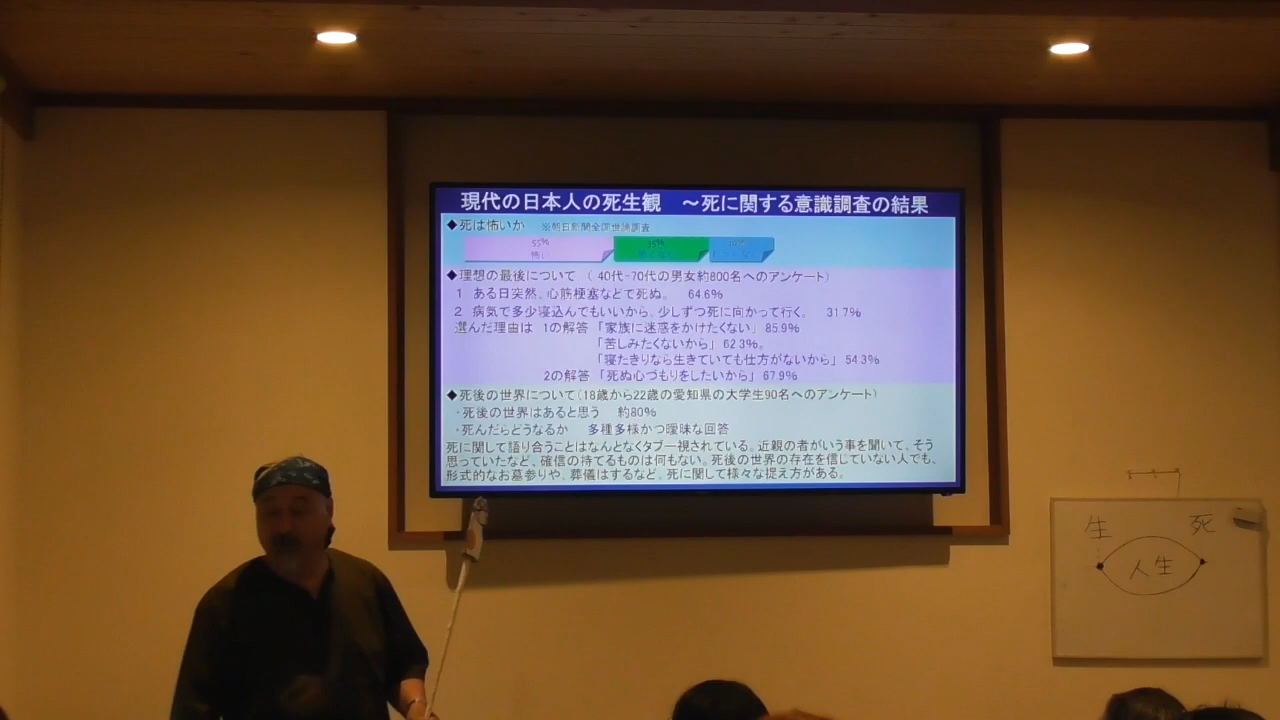 現代の日本人の死生観　～死に関する意識調査の結果
◆死は怖いか　※朝日新聞全国世論調査
55%　35%
怖い
◆理想の最後について　（40代-70代の男女約800名へのアンケート）
1　ある日突然、心筋梗塞などで死ぬ。　64.6%
2　病気で多少寝込んでもいいから、少しずつ死に向かって行く。　31.7%
選んだ理由は　1の解答「家族に迷惑をかけたくない」85.9%
「苦しみたくないから」62.3%。
「寝たきりなら生きていても仕方がないから」54.3%
2の解答　「死ぬ心づもりをしたいから」67.9%
◆死後の世界について（18歳から22歳の愛知県の大学生90名へのアンケート）
・死後の世界はあると思う　約80%
・死んだらどうなるか　多種多様かつ曖昧な回答
死に関して語り合うことはなんとなくタブー視されている。近親の者がいう事を聞いて、そう
思っていたなど、確信の持てるものは何もない。死後の世界の存在を信じていない人でも、
形式的なお墓参りや、葬儀はするなど、死に関して様々な捉え方がある。
生　死
人生